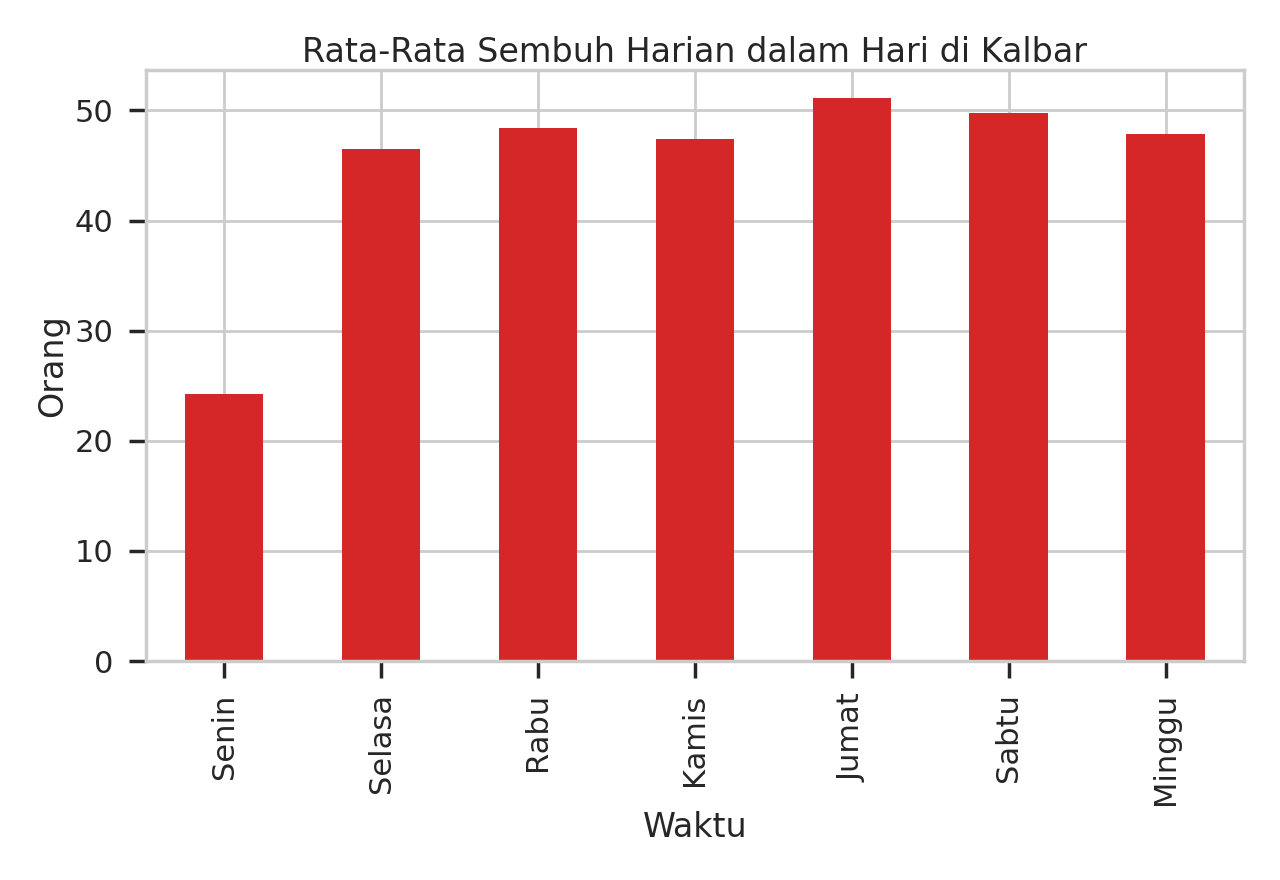 Rata-Rata Sembuh Harian dalam Hari di Kalbar
Orang
50
40
30
20
10
0
Senin
Selasa
Rabu
Kamis
Jumat
Sabtu
Minggu
Waktu